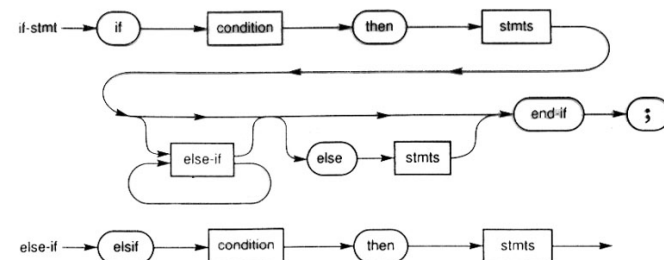 if-stmt if condition then stmts
end-if ;
else-if else stmts
else-if elsif condition then stmts